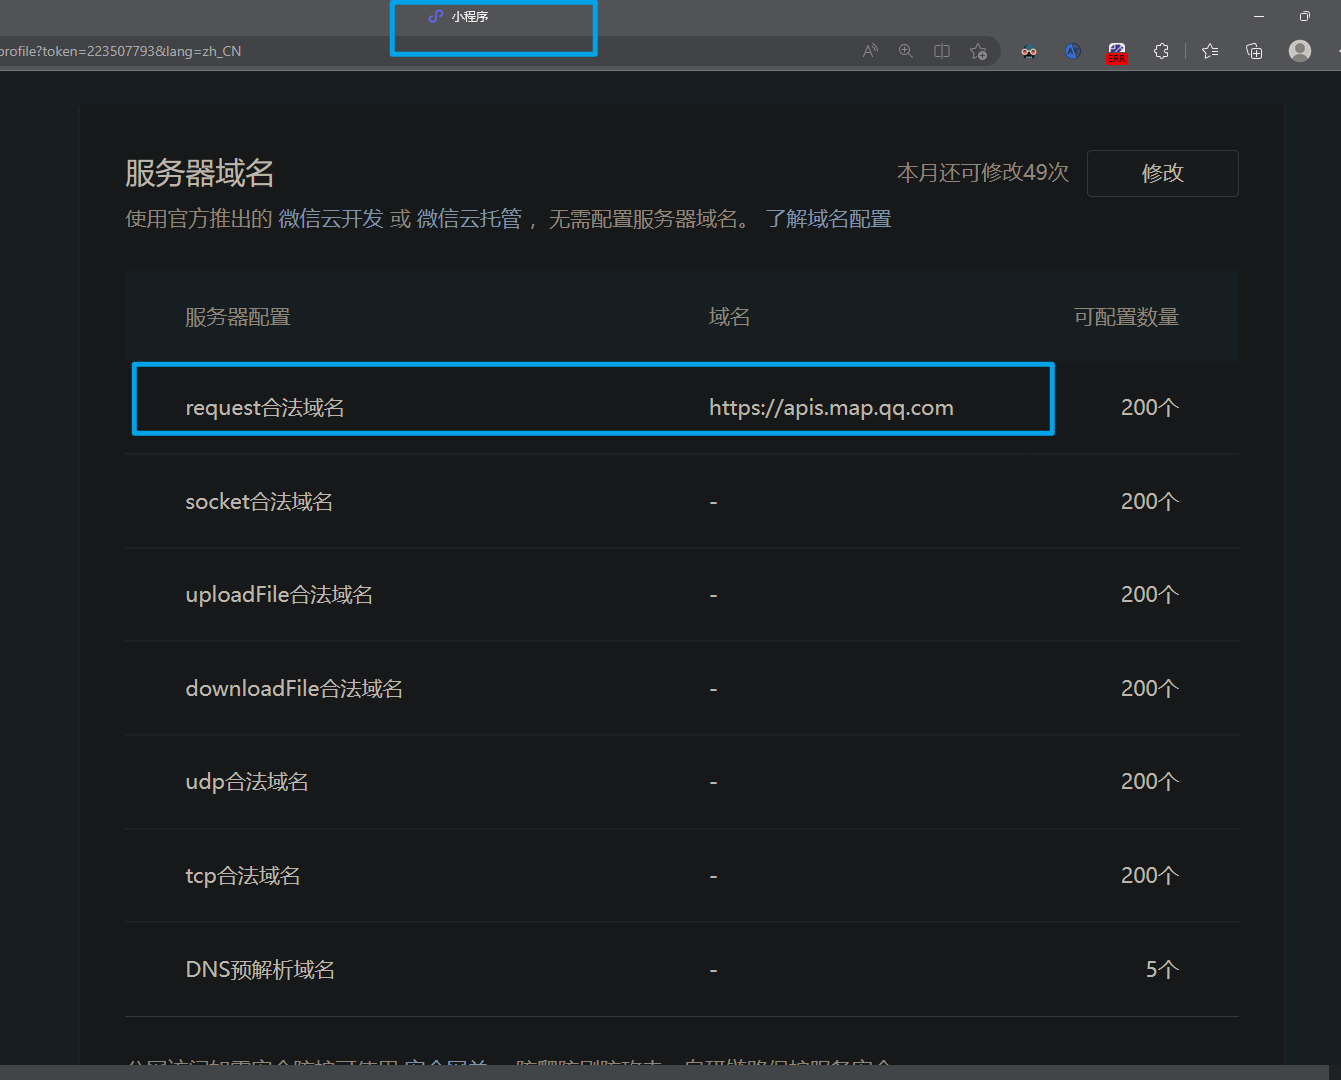 小程序
profile?token=223507793&lang=zh_CN
ERR
服务器域名
本月还可修改49次
修改
使用官方推出的 微信云开发 或 微信云托管 ，无需配置服务器域名。 了解域名配置
服务器配置 域名 可配置数量
request合法域名 https://apis.map.qq.com 200个
socket合法域名 - 200个
uploadFile合法域名 - 200个
downloadFile合法域名 - 200个
udp合法域名 - 200个
tcp合法域名 - 200个
DNS预解析域名 - 5个